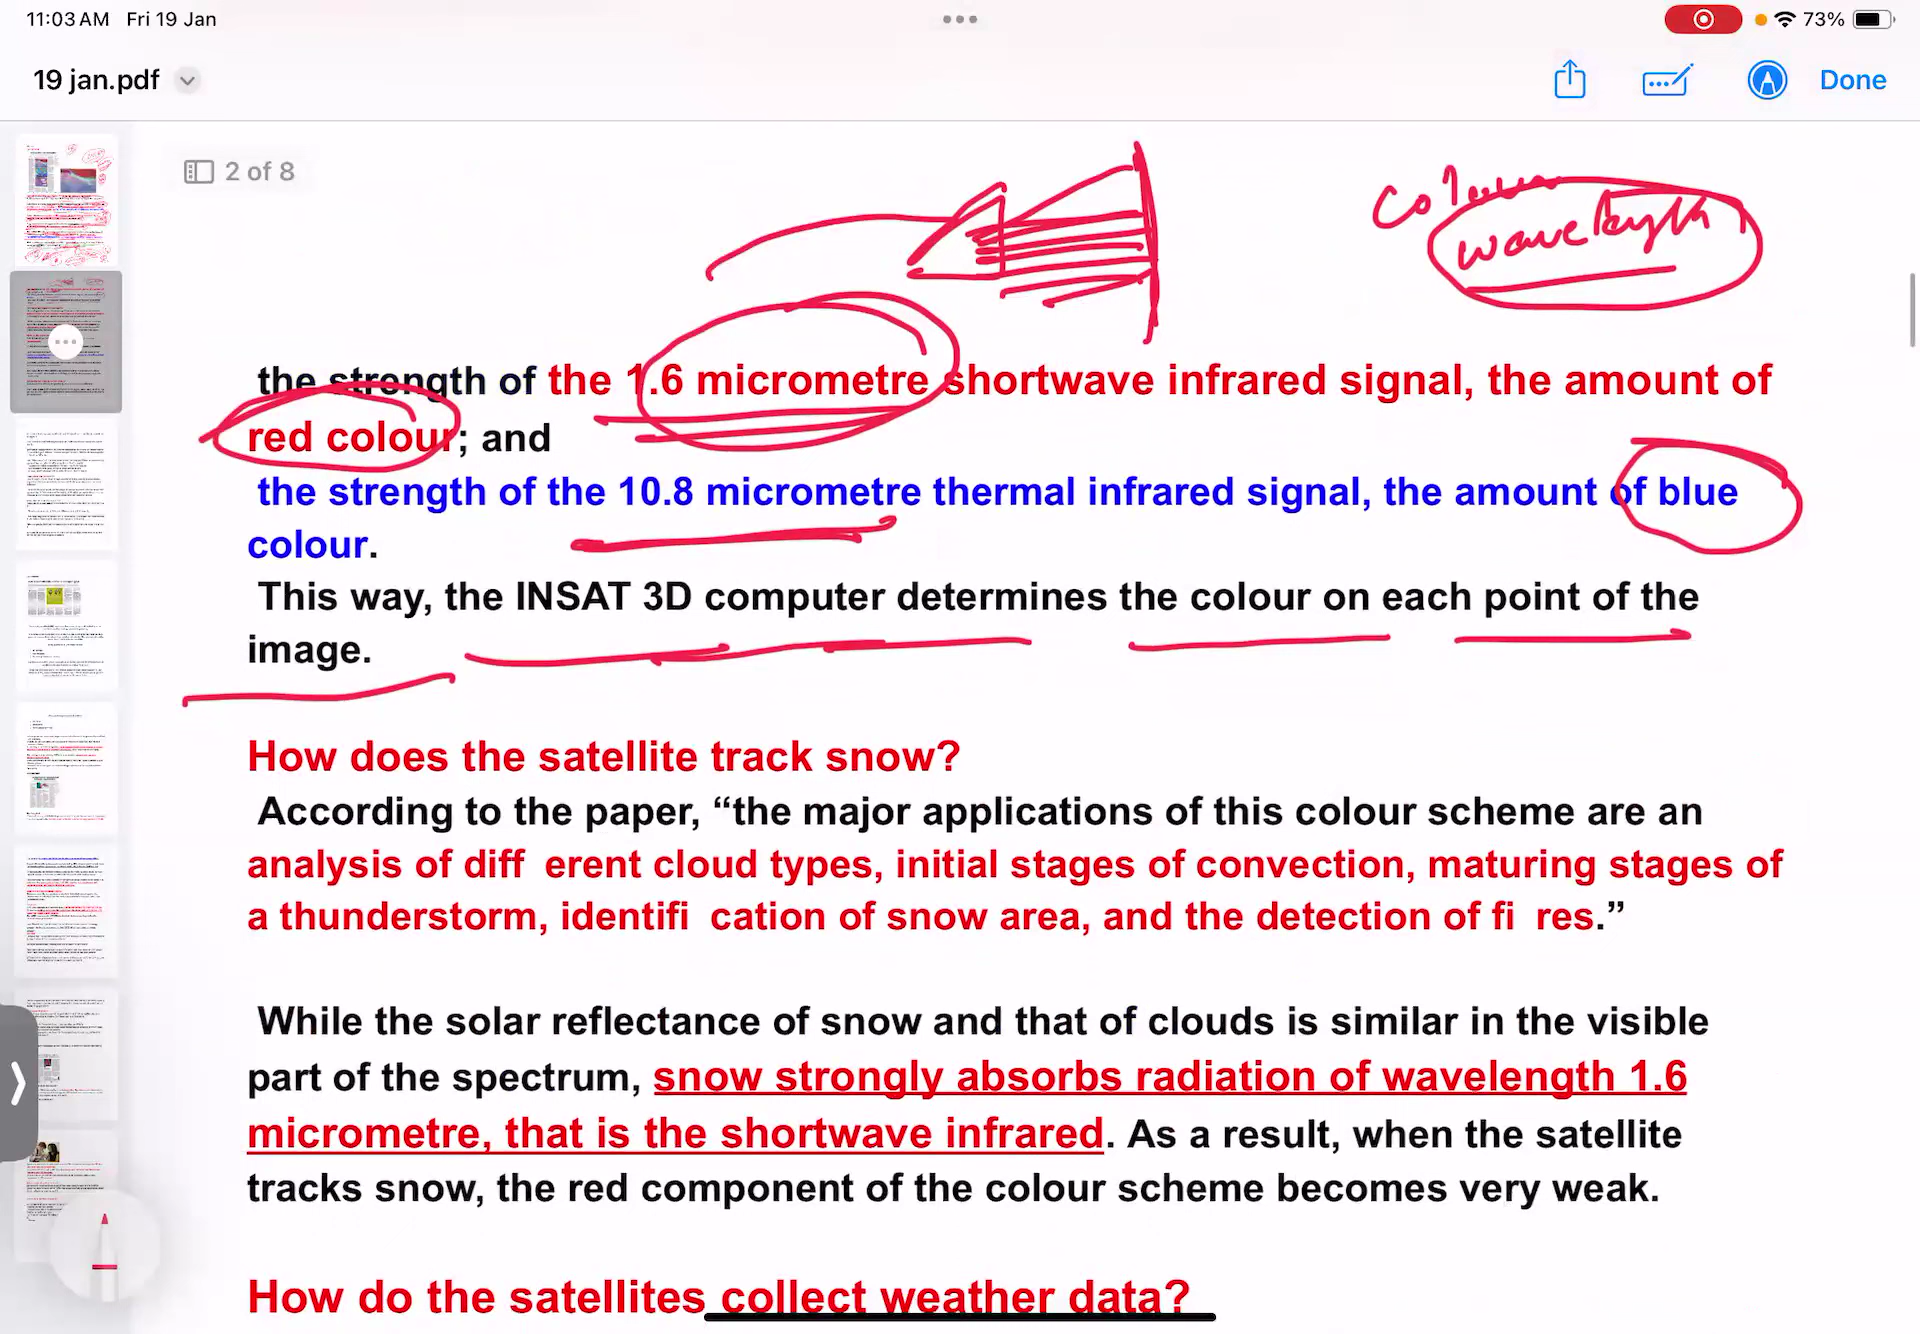 11:03 AM Fri 19 Jan
73%
19 jan.pdf
Done
2 of 8
Colour
wavelength
the strength of the 1.6 micrometre shortwave infrared signal, the amount of
red colour; and
the strength of the 10.8 micrometre thermal infrared signal, the amount of blue
colour.
This way, the INSAT 3D computer determines the colour on each point of the
image.
How does the satellite track snow?
According to the paper, “the major applications of this colour scheme are an
analysis of diff erent cloud types, initial stages of convection, maturing stages of
a thunderstorm, identifi cation of snow area, and the detection of fi res.”
While the solar reflectance of snow and that of clouds is similar in the visible
part of the spectrum, snow strongly absorbs radiation of wavelength 1.6
micrometre, that is the shortwave infrared. As a result, when the satellite
tracks snow, the red component of the colour scheme becomes very weak.
How do the satellites collect weather data?